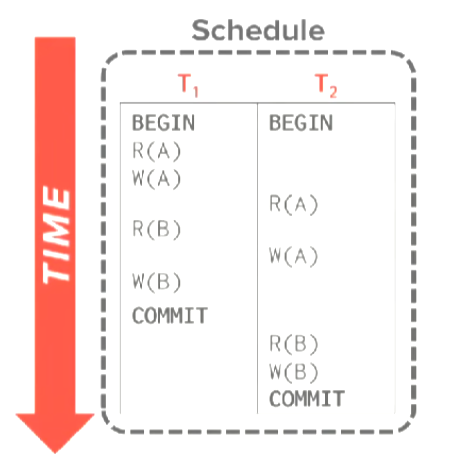 Schedule
TIME
T1 T2
BEGIN BEGIN
R(A)
W(A)
R(A)
R(B)
W(A)
W(B)
COMMIT
R(B)
W(B)
COMMIT